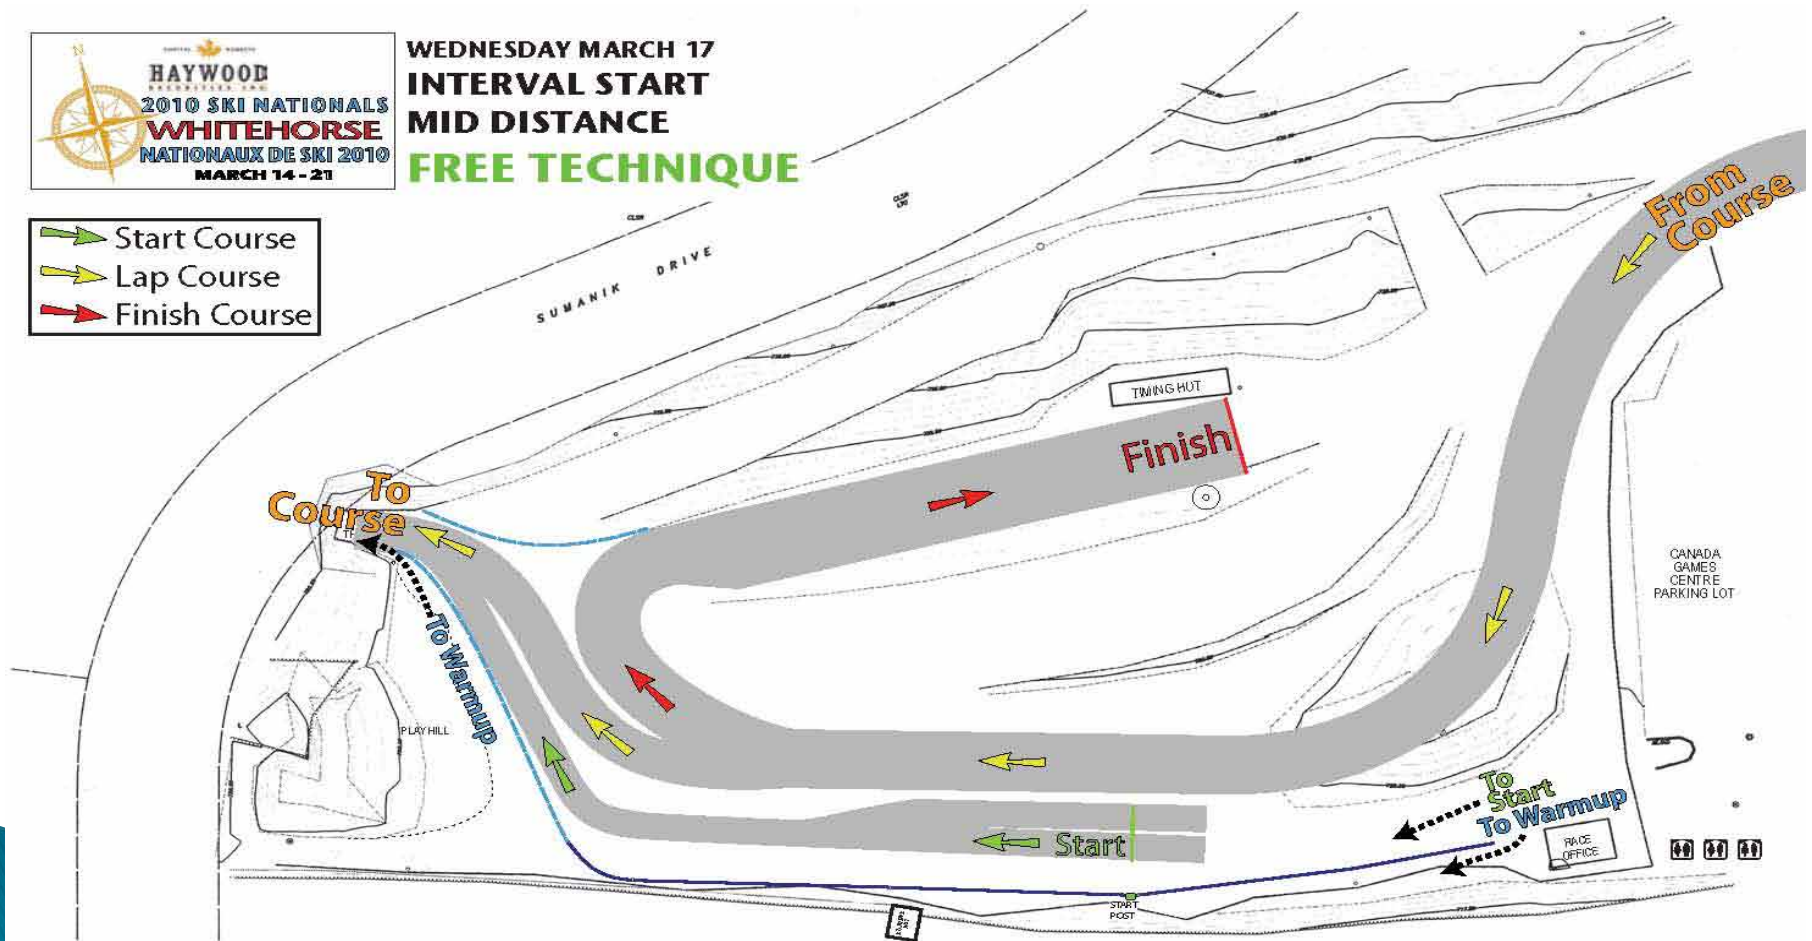 N
HAYWOOD
SECURITIES INC.
2010 SKI NATIONALS
WHITEHORSE
NATIONAUX DE SKI 2010
MARCH 14 - 21
WEDNESDAY MARCH 17
INTERVAL START
MID DISTANCE
FREE TECHNIQUE
Start Course
Lap Course
Finish Course
SUMANIK DRIVE
From
Course
TIMING HUT
Finish
To
Course
To Warmup
PLAY HILL
CANADA
GAMES
CENTRE
PARKING LOT
To
Start
To Warmup
RACE
OFFICE
Start
START
POST